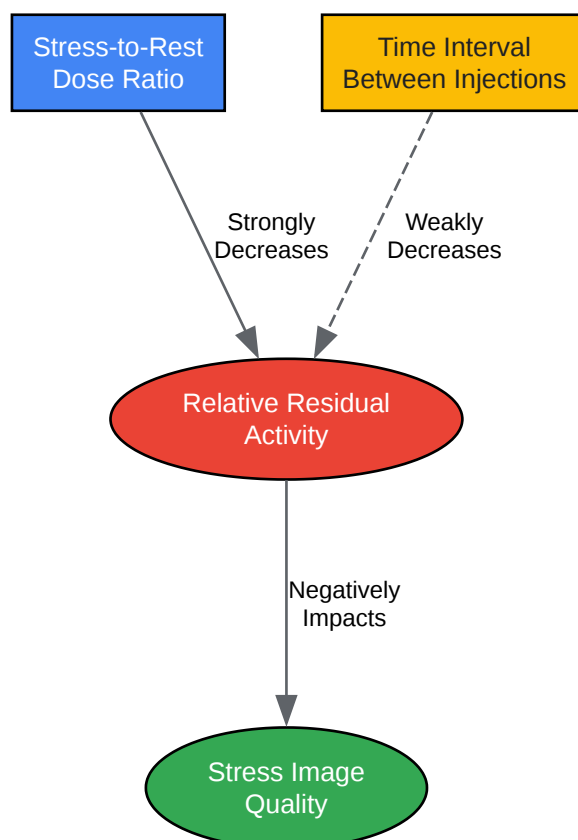 Stress-to-Rest
Dose Ratio
Time Interval
Between Injections
Strongly
Decreases
Weakly
Decreases
Relative Residual
Activity
Negatively
Impacts
Stress Image
Quality